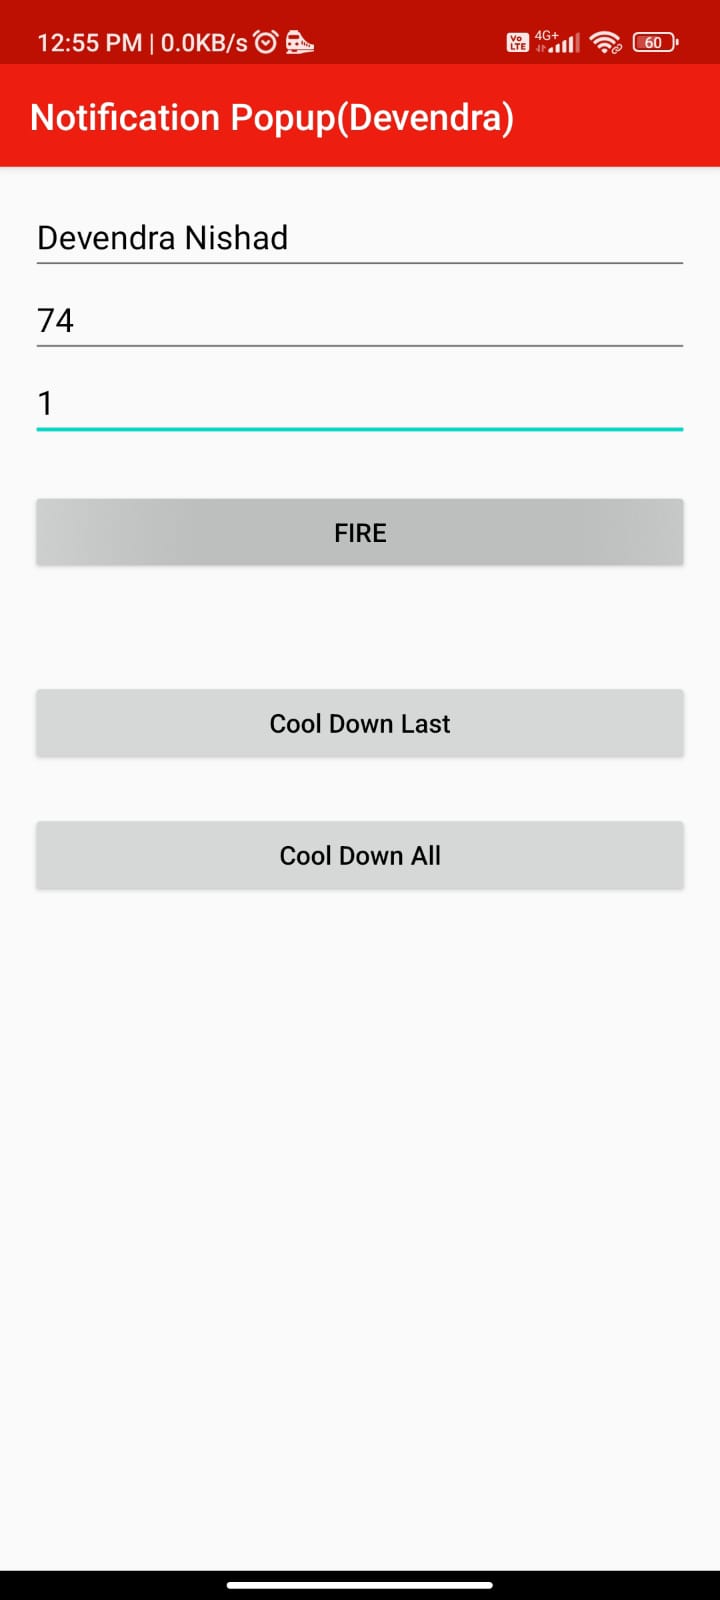 12:55 PM | 0.0KB/s Vo LTE 4G+ 60
Notification Popup(Devendra)
Devendra Nishad
74
1
FIRE
Cool Down Last
Cool Down All